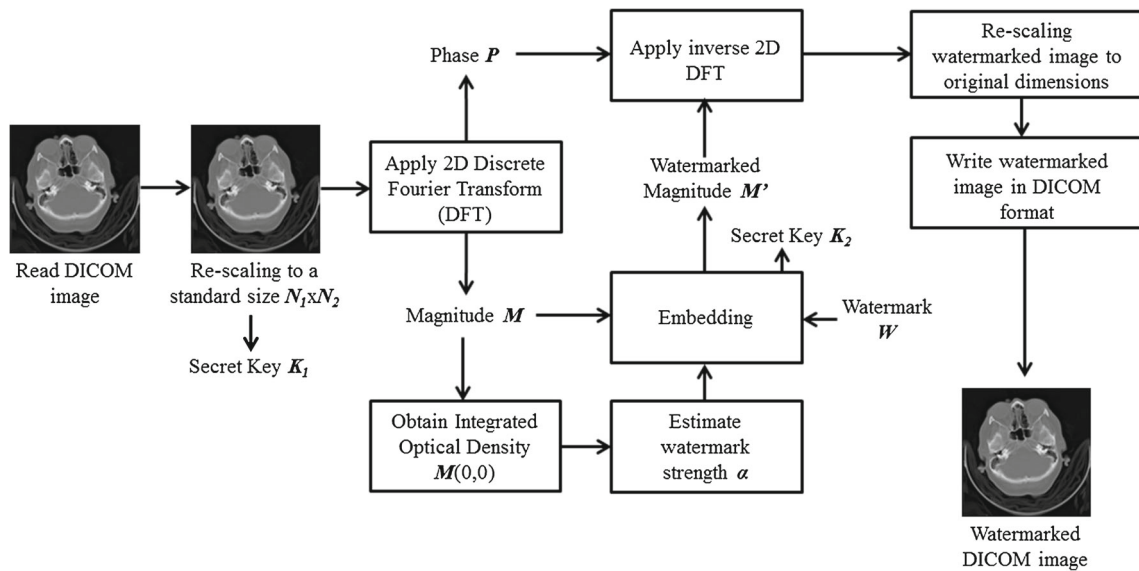 Read DICOM
image
Re-scaling to a
standard size N₁xN₂
Secret Key K₁
Phase P
Apply 2D Discrete
Fourier Transform
(DFT)
Magnitude M
Obtain Integrated
Optical Density
M(0,0)
Apply inverse 2D
DFT
Watermarked
Magnitude M’
Secret Key K₂
Embedding
Watermark
W
Estimate
watermark
strength α
Re-scaling
watermarked image to
original dimensions
Write watermarked
image in DICOM
format
Watermarked
DICOM image